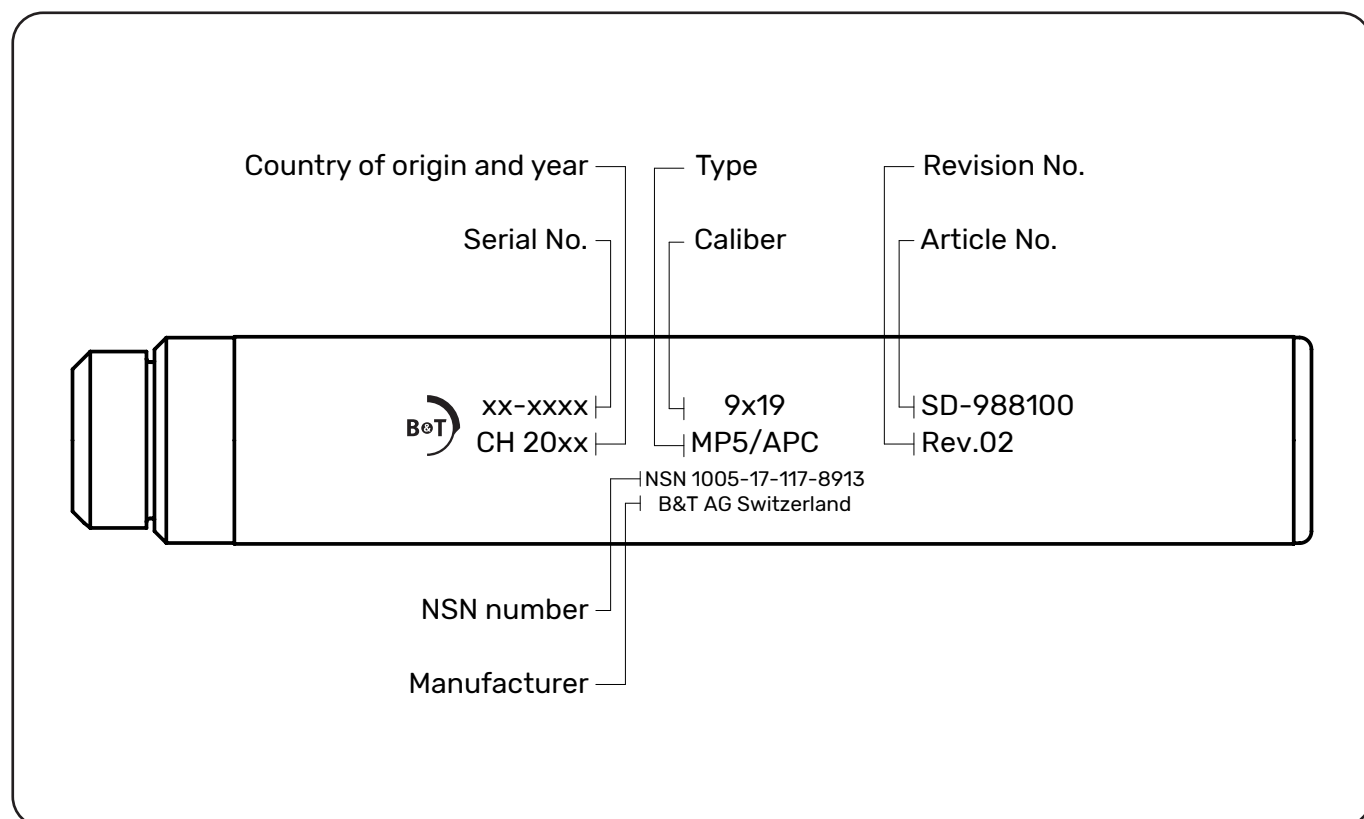 Country of origin and year
Type
Revision No.
Serial No.
Caliber
Article No.
B&T
xx-xxxx
9x19
SD-988100
CH 20xx
MP5/APC
Rev.02
NSN 1005-17-117-8913
B&T AG Switzerland
NSN number
Manufacturer